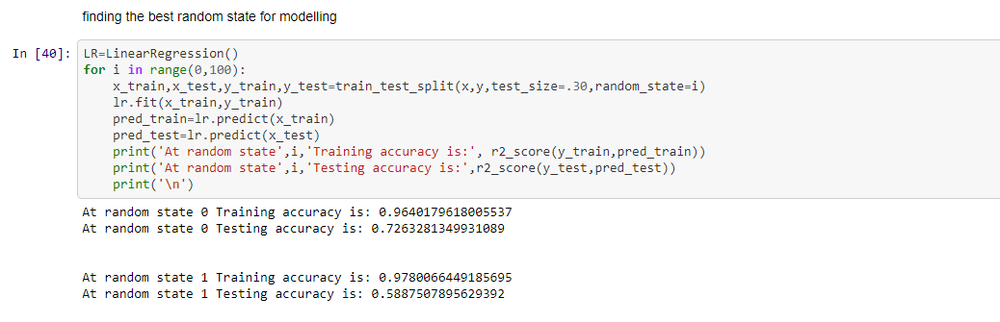 finding the best random state for modelling
In [40]: LR=LinearRegression()
for i in range(0,100):
    x_train,x_test,y_train,y_test=train_test_split(x,y,test_size=.30,random_state=i)
    lr.fit(x_train,y_train)
    pred_train=lr.predict(x_train)
    pred_test=lr.predict(x_test)
    print('At random state',i,'Training accuracy is:', r2_score(y_train,pred_train))
    print('At random state',i,'Testing accuracy is:',r2_score(y_test,pred_test))
    print('\n')
At random state 0 Training accuracy is: 0.9640179618005537
At random state 0 Testing accuracy is: 0.7263281349931089
At random state 1 Training accuracy is: 0.9780066449185695
At random state 1 Testing accuracy is: 0.5887507895629392